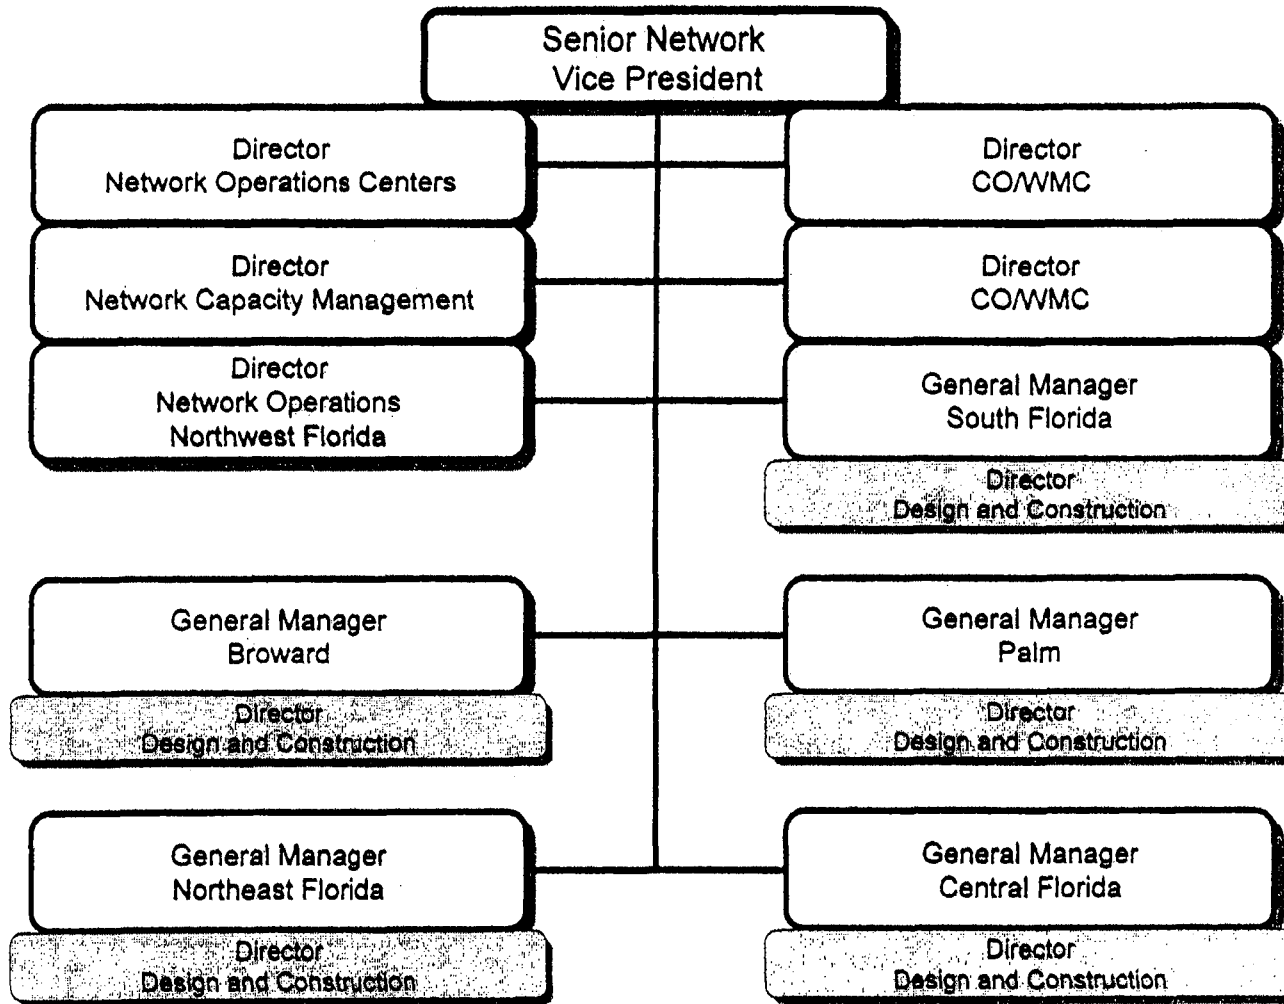 Senior Network
Vice President
Director
Network Operations Centers
Director
CO/WMC
Director
Network Capacity Management
Director
CO/WMC
Director
Network Operations
Northwest Florida
General Manager
South Florida
Director
Design and Construction
General Manager
Broward
Director
Design and Construction
General Manager
Palm
Director
Design and Construction
General Manager
Northeast Florida
Director
Design and Construction
General Manager
Central Florida
Director
Design and Construction